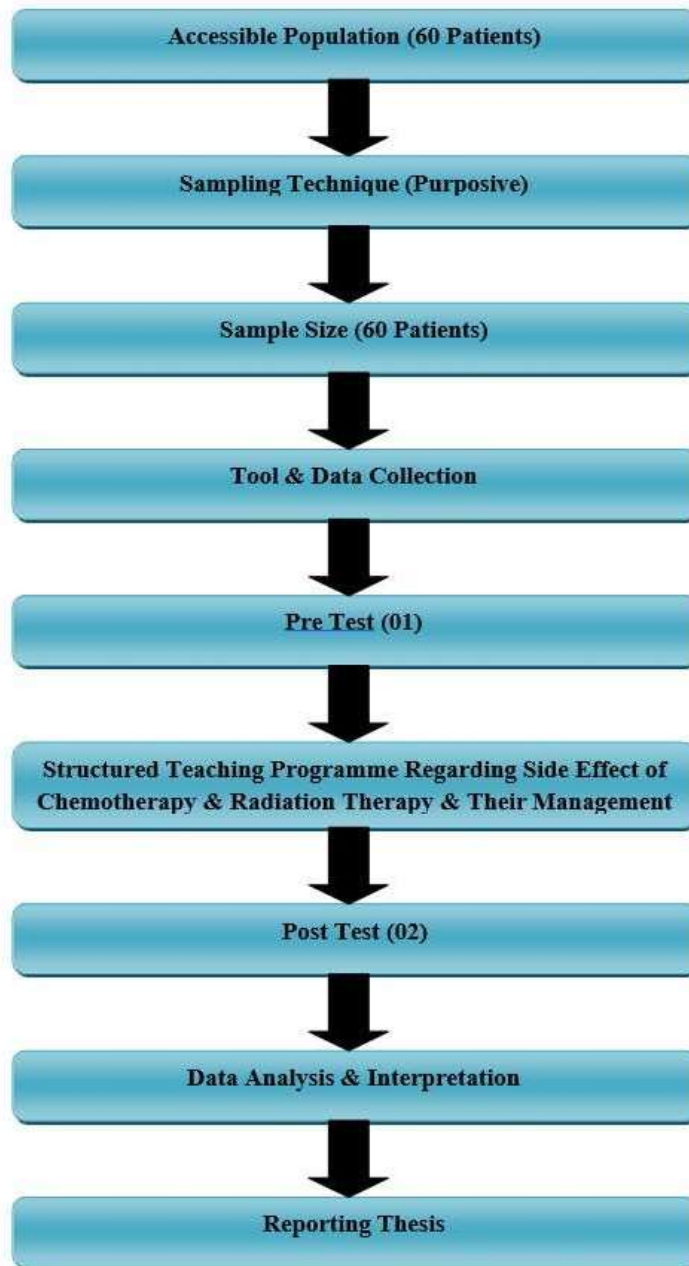 Accessible Population (60 Patients)
Sampling Technique (Purposive)
Sample Size (60 Patients)
Tool & Data Collection
Pre Test (01)
Structured Teaching Programme Regarding Side Effect of
Chemotherapy & Radiation Therapy & Their Management
Post Test (02)
Data Analysis & Interpretation
Reporting Thesis